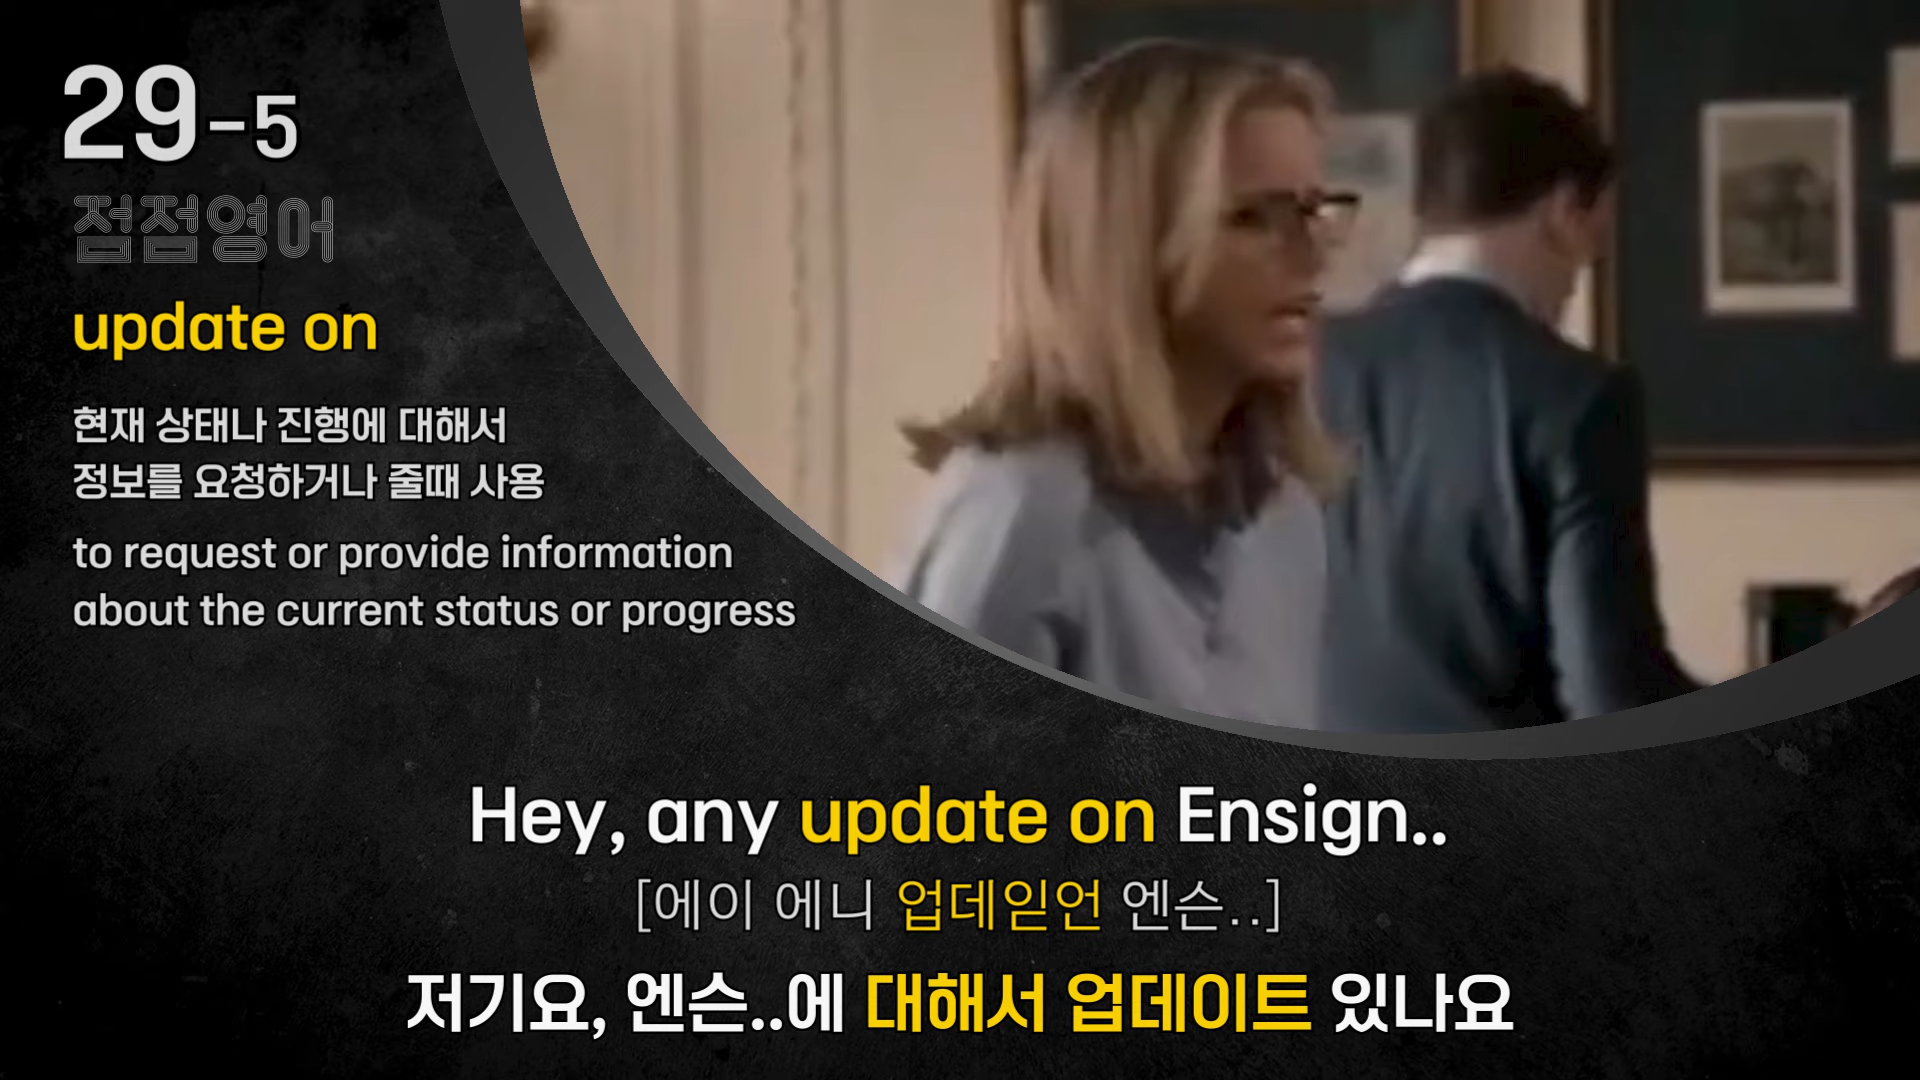 29-5
점점영어
update on
현재 상태나 진행에 대해서
정보를 요청하거나 줄때 사용
to request or provide information
about the current status or progress
Hey, any update on Ensign..
[에이 에니 업데읻언 엔슨..]
저기요, 엔슨..에 대해서 업데이트 있나요